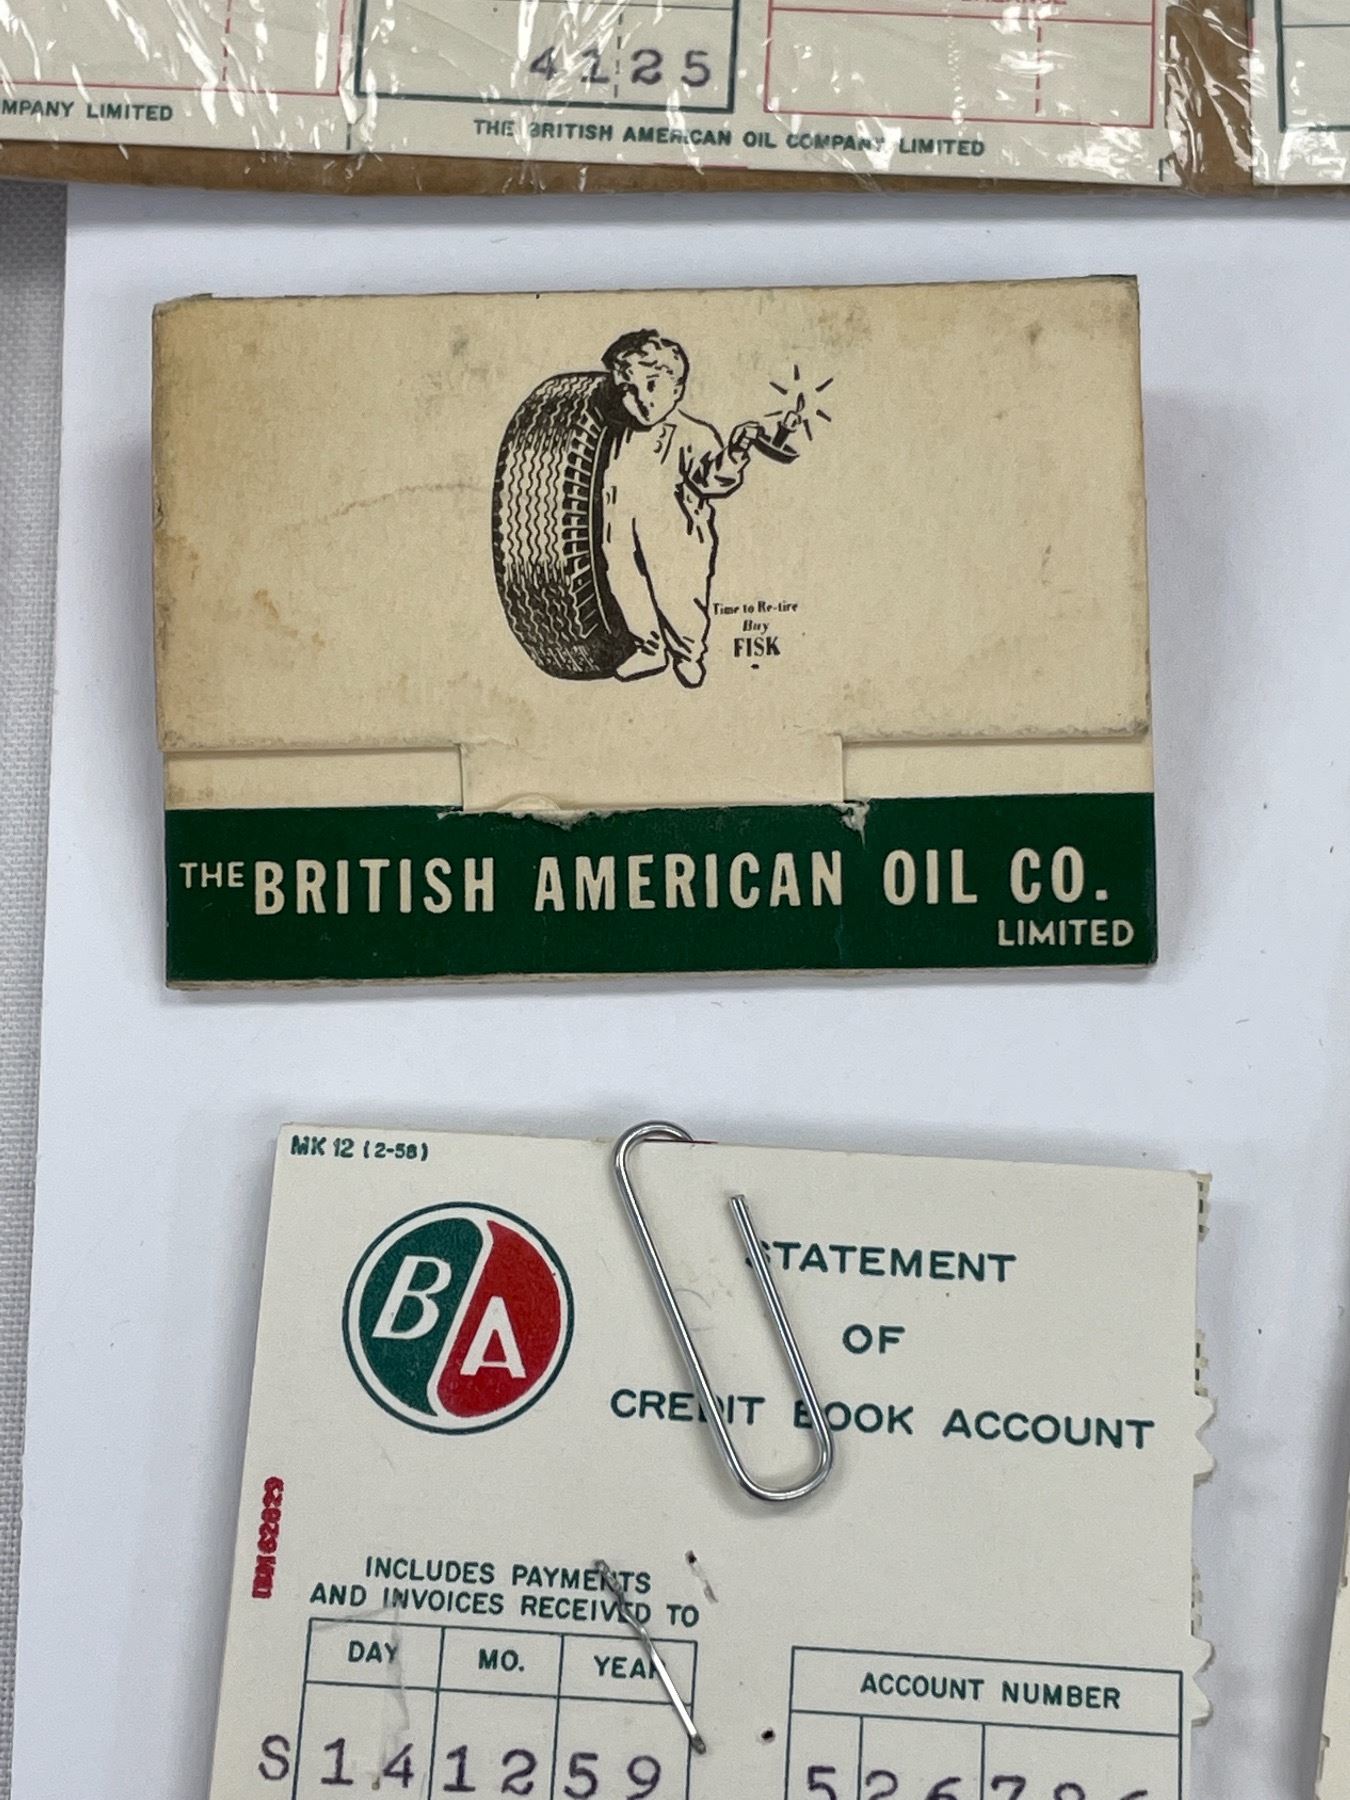 4125
MPANY LIMITED
THE BRITISH AMERICAN OIL COMPANY LIMITED
Time to Re-tire
Buy
FISK
THE BRITISH AMERICAN OIL CO.
LIMITED
MK 12 (2-58)
BA
STATEMENT
OF
CREDIT BOOK ACCOUNT
INCLUDES PAYMENTS
AND INVOICES RECEIVED TO
DAY MO. YEAR
ACCOUNT NUMBER
S 14 12 59